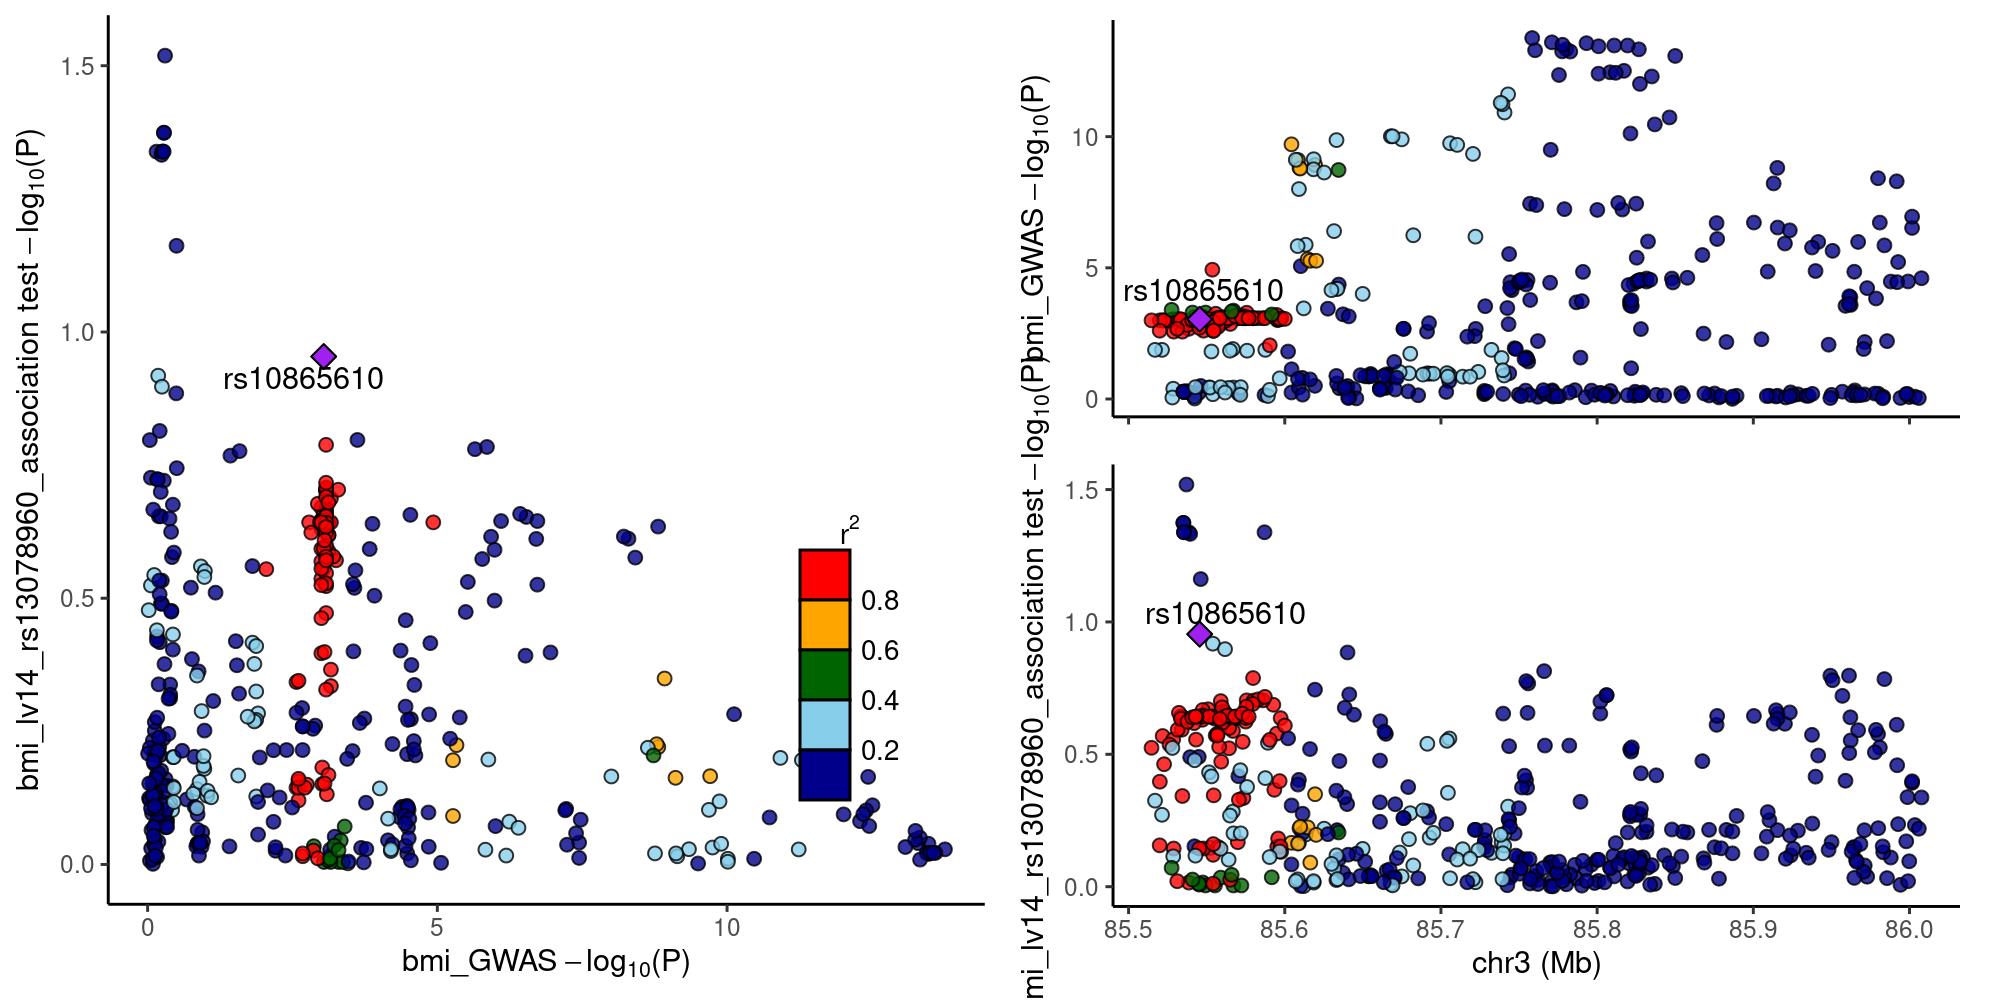 bmi_lv14_rs13078960_association test −log10(P)
1.5
1.0
0.5
0.0
rs10865610
r2
0.8
0.6
0.4
0.2
0
5
10
bmi_GWAS −log10(P)
bmi_GWAS −log10(P)
10
5
0
rs10865610
mi_lv14_rs13078960_association test −log10(P)
1.5
1.0
0.5
0.0
rs10865610
85.5
85.6
85.7
85.8
85.9
86.0
chr3 (Mb)